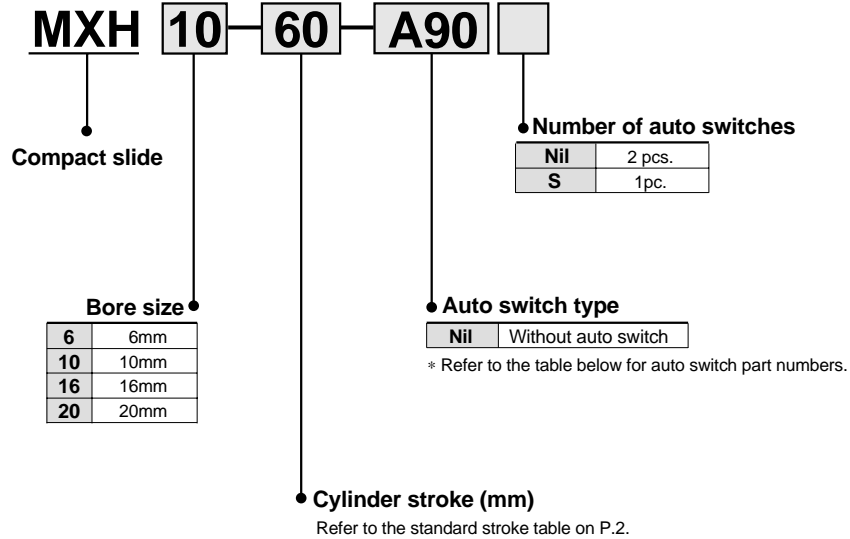 MXH 10-60-A90
Number of auto switches
Nil 2 pcs.
S 1pc.
Compact slide
Bore size
6 6mm
10 10mm
16 16mm
20 20mm
Auto switch type
Nil Without auto switch
* Refer to the table below for auto switch part numbers.
Cylinder stroke (mm)
Refer to the standard stroke table on P.2.